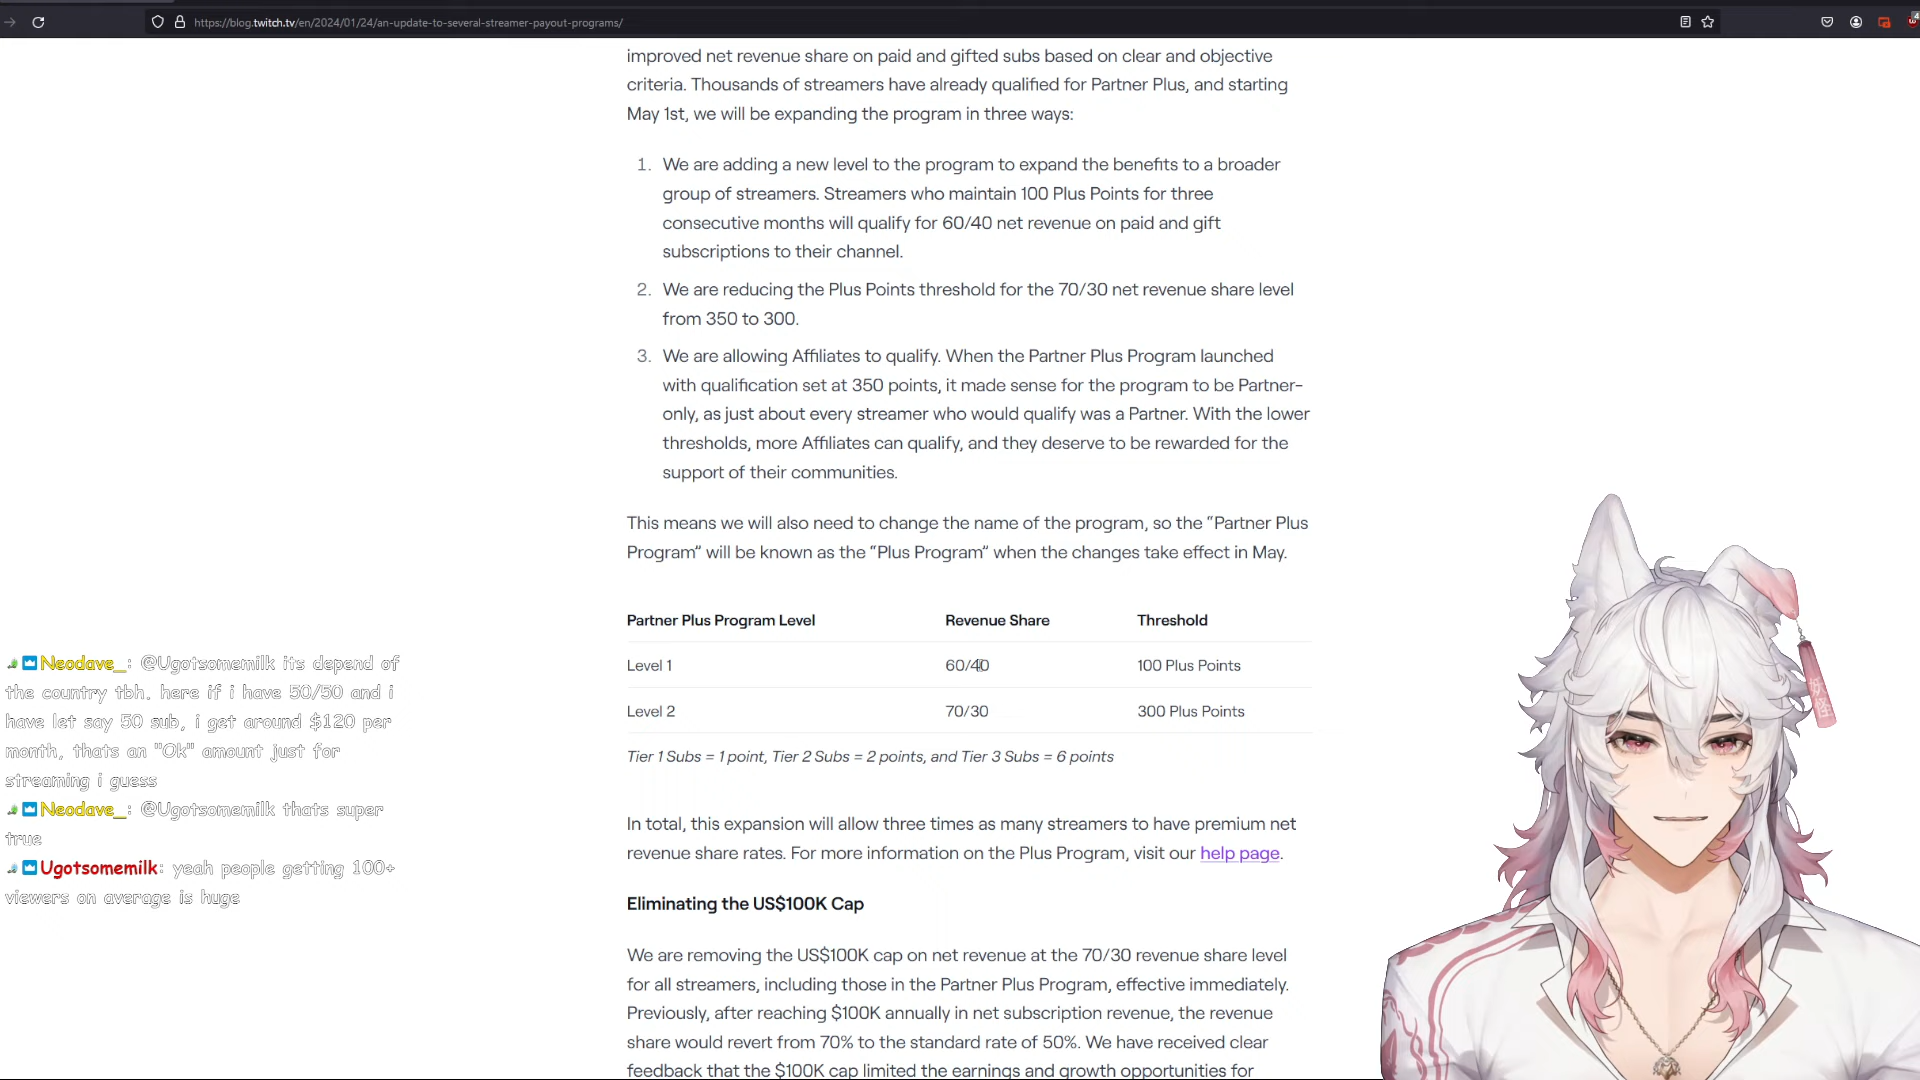 https://blog.twitch.tv/en/2024/01/24/an-update-to-several-streamer-payout-programs/
improved net revenue share on paid and gifted subs based on clear and objective
criteria. Thousands of streamers have already qualified for Partner Plus, and starting
May 1st, we will be expanding the program in three ways:
1. We are adding a new level to the program to expand the benefits to a broader
group of streamers. Streamers who maintain 100 Plus Points for three
consecutive months will qualify for 60/40 net revenue on paid and gift
subscriptions to their channel.
2. We are reducing the Plus Points threshold for the 70/30 net revenue share level
from 350 to 300.
3. We are allowing Affiliates to qualify. When the Partner Plus Program launched
with qualification set at 350 points, it made sense for the program to be Partner-
only, as just about every streamer who would qualify was a Partner. With the lower
thresholds, more Affiliates can qualify, and they deserve to be rewarded for the
support of their communities.
This means we will also need to change the name of the program, so the “Partner Plus
Program” will be known as the “Plus Program” when the changes take effect in May.
Partner Plus Program Level Revenue Share Threshold
Level 1 60/40 100 Plus Points
Level 2 70/30 300 Plus Points
Tier 1 Subs = 1 point, Tier 2 Subs = 2 points, and Tier 3 Subs = 6 points
In total, this expansion will allow three times as many streamers to have premium net
revenue share rates. For more information on the Plus Program, visit our help page.
Eliminating the US$100K Cap
We are removing the US$100K cap on net revenue at the 70/30 revenue share level
for all streamers, including those in the Partner Plus Program, effective immediately.
Previously, after reaching $100K annually in net subscription revenue, the revenue
share would revert from 70% to the standard rate of 50%. We have received clear
feedback that the $100K cap limited the earnings and growth opportunities for
Neodave_: @Ugotsomemilk its depend of
the country tbh. here if i have 50/50 and i
have let say 50 sub, i get around $120 per
month, thats an "Ok" amount just for
streaming i guess
Neodave_: @Ugotsomemilk thats super
true
Ugotsomemilk: yeah people getting 100+
viewers on average is huge
妖怪
4